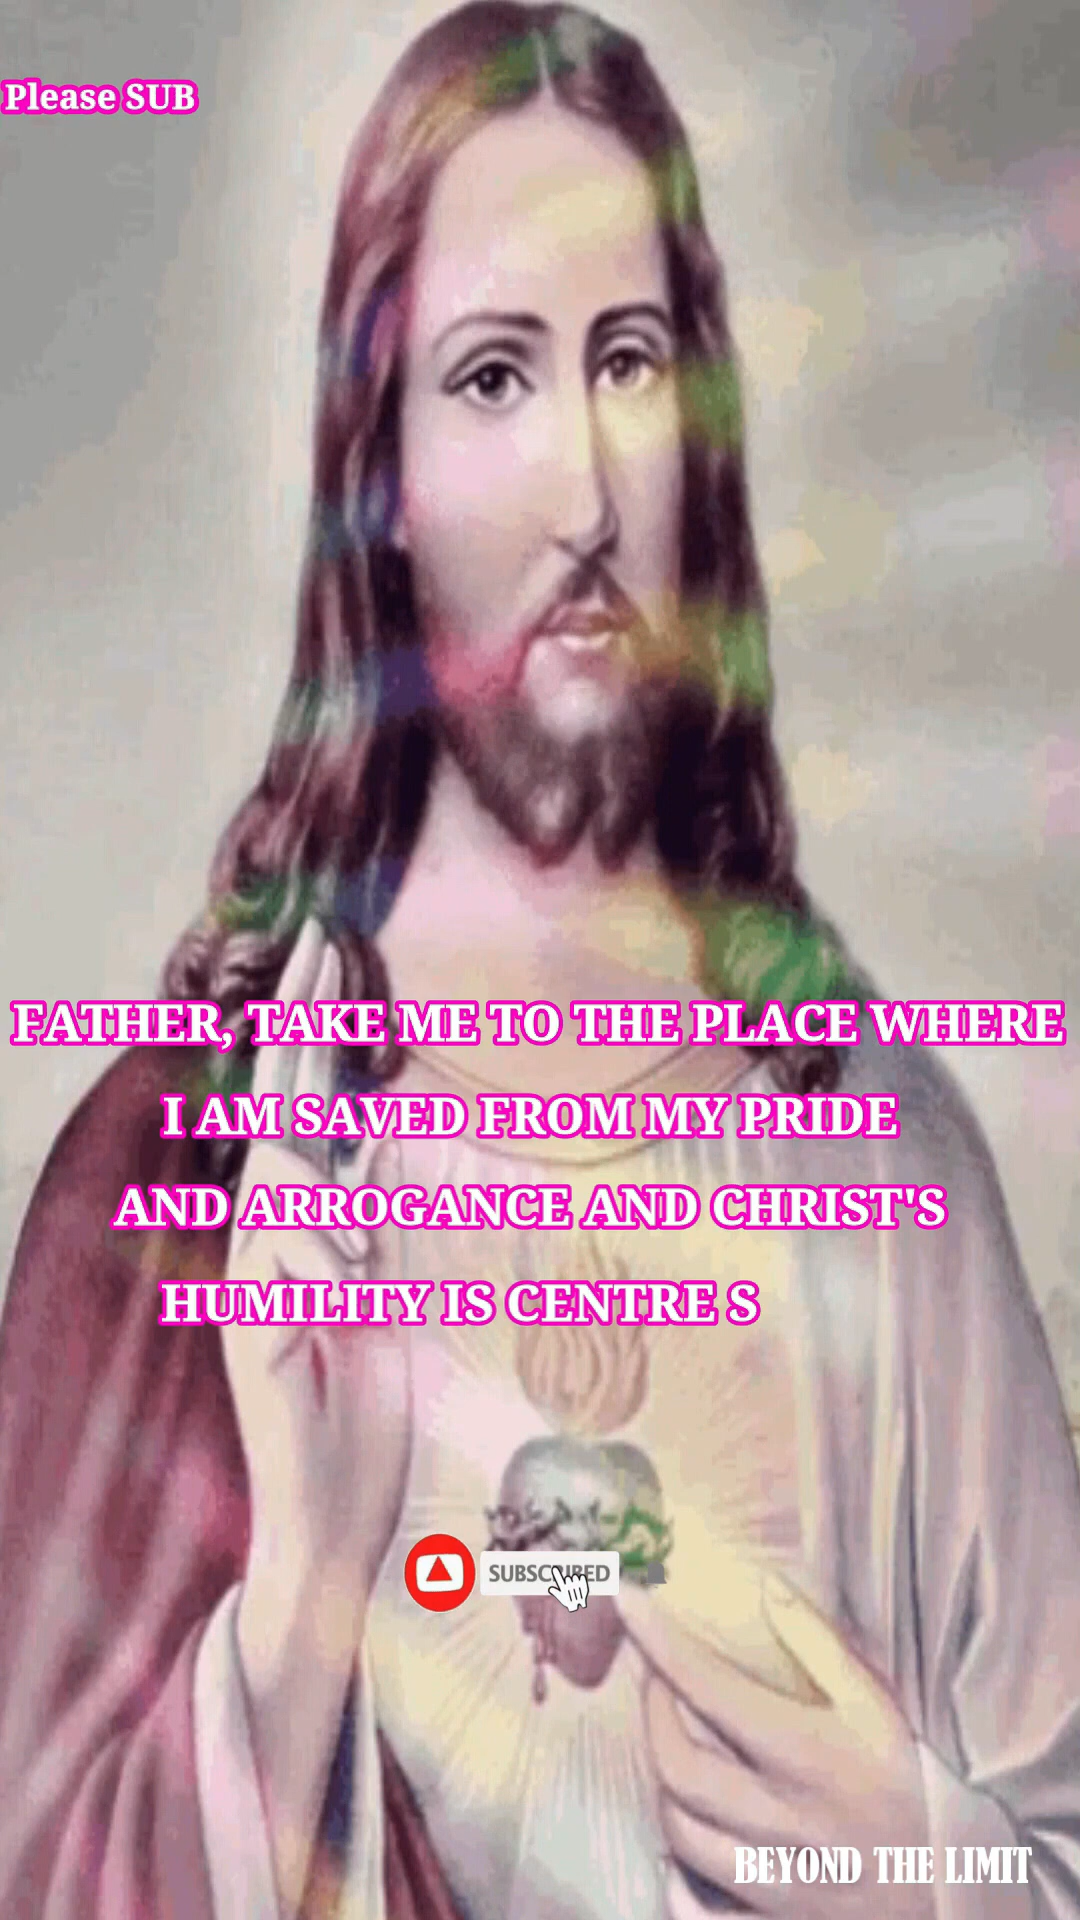 Please SUB
FATHER, TAKE ME TO THE PLACE WHERE
I AM SAVED FROM MY PRIDE
AND ARROGANCE AND CHRIST'S
HUMILITY IS CENTRE S
SUBSCRIBED
BEYOND THE LIMIT